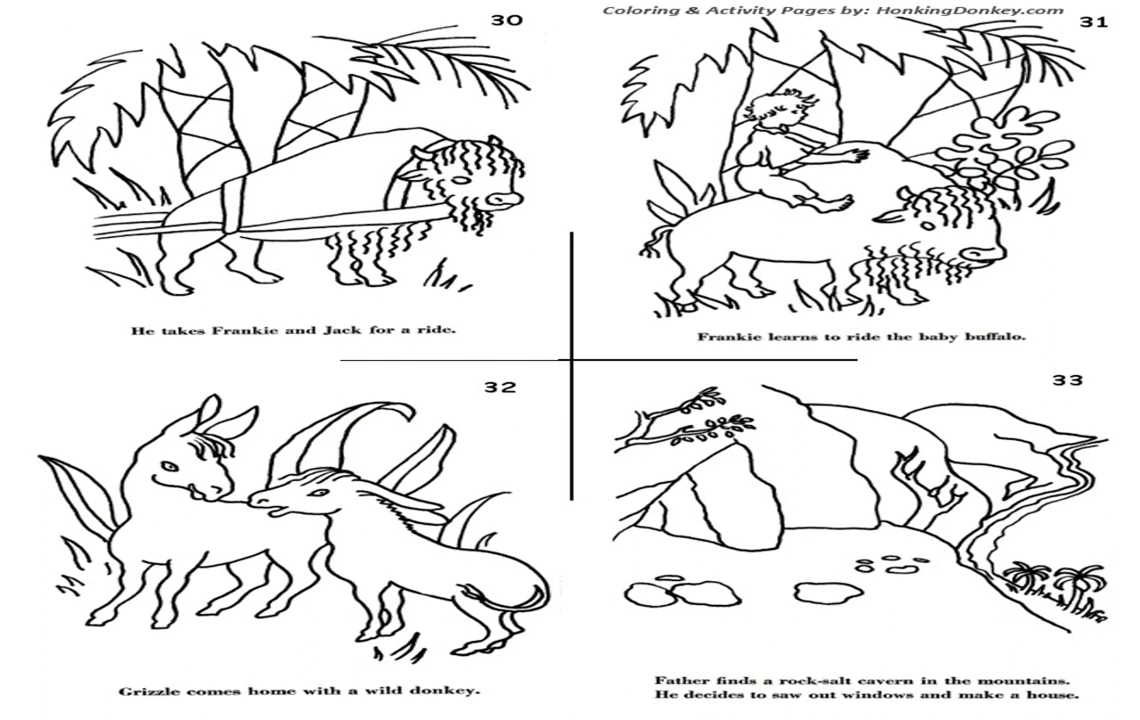 30
Coloring & Activity Pages by: HonkingDonkey.com
31
He takes Frankie and Jack for a ride.
Frankie learns to ride the baby buffalo.
32
33
Grizzle comes home with a wild donkey.
Father finds a rock-salt cavern in the mountains.
He decides to saw out windows and make a house.